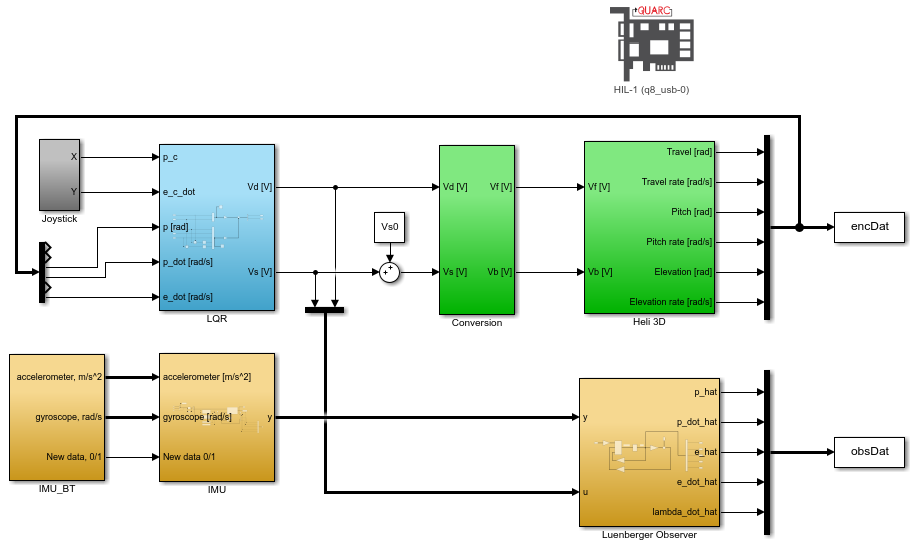 QUARC
HIL-1 (q8_usb-0)
X
Y
Joystick
p_c
e_c_dot
p [rad]
p_dot [rad/s]
e_dot [rad/s]
Vd [V]
Vs [V]
LQR
Vs0
Vd [V]
Vs [V]
Vf [V]
Vb [V]
Conversion
Vf [V]
Vb [V]
Travel [rad]
Travel rate [rad/s]
Pitch [rad]
Pitch rate [rad/s]
Elevation [rad]
Elevation rate [rad/s]
Heli 3D
encDat
accelerometer, m/s^2
gyroscope, rad/s
New data, 0/1
IMU_BT
accelerometer [m/s^2]
gyroscope [rad/s]
New data 0/1
y
IMU
y
u
p_hat
p_dot_hat
e_hat
e_dot_hat
lambda_dot_hat
Luenberger Observer
obsDat